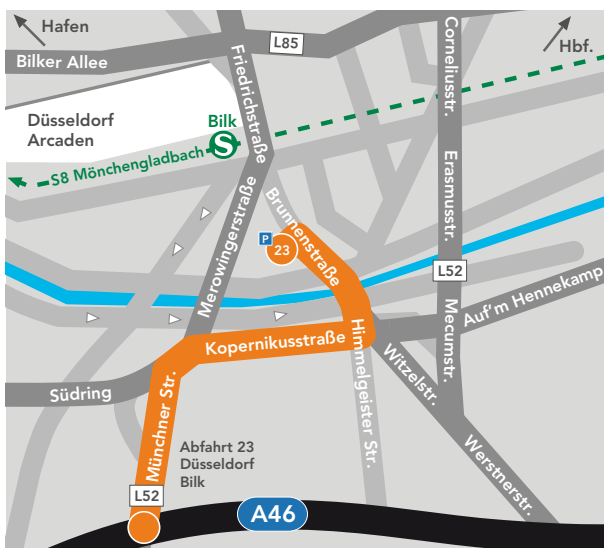 Hafen
Hbf.
L85
Bilker Allee
Friedrichstraße
Corneliusstr.
Düsseldorf
Arcaden
Bilk
S
S8 Mönchengladbach
Erasmusstr.
Brunnenstraße
P
23
Merowingerstraße
L52
Mecumstr.
Auf'm Hennekamp
Kopernikusstraße
Himmelgeister Str.
Witzelstr.
Südring
Münchner Str.
Werstnerstr.
Abfahrt 23
Düsseldorf
Bilk
L52
A46